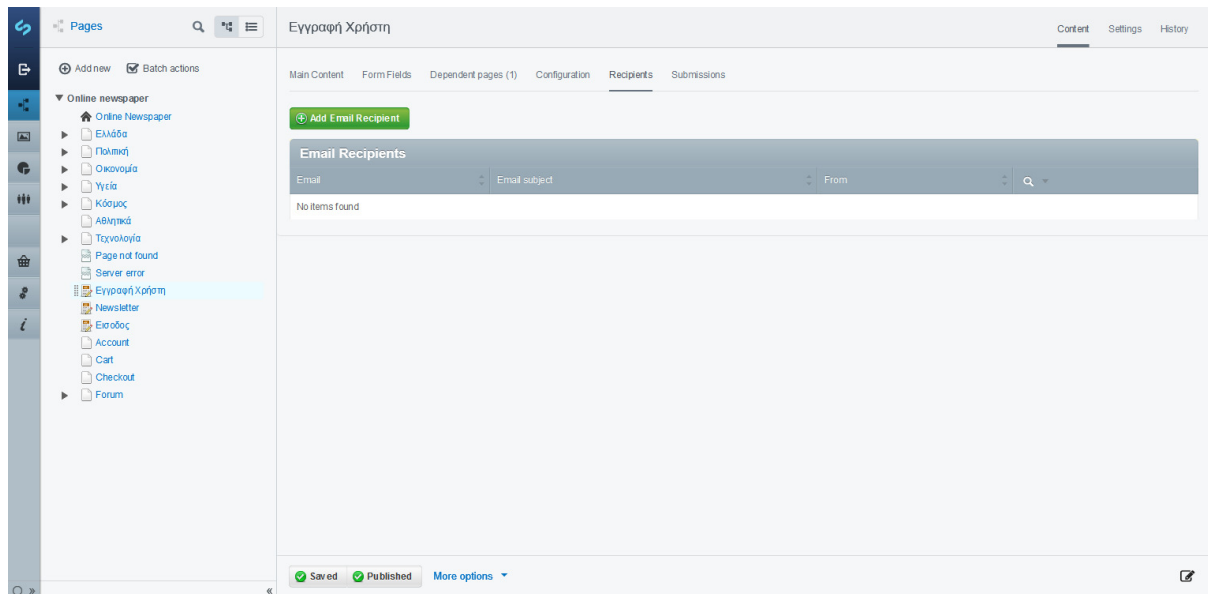 Pages
Εγγραφή Χρήστη
Content Settings History
Add new Batch actions
Main Content Form Fields Dependent pages (1) Configuration Recipients Submissions
Online newspaper
Online Newspaper
Ελλάδα
Πολιτική
Οικονομία
Υγεία
Κόσμος
Αθλητικά
Τεχνολογία
Page not found
Server error
Εγγραφή Χρήστη
Newsletter
Εισοδος
Account
Cart
Checkout
Forum
Add Email Recipient
Email Recipients
Email Email subject From
No items found
Saved Published More options